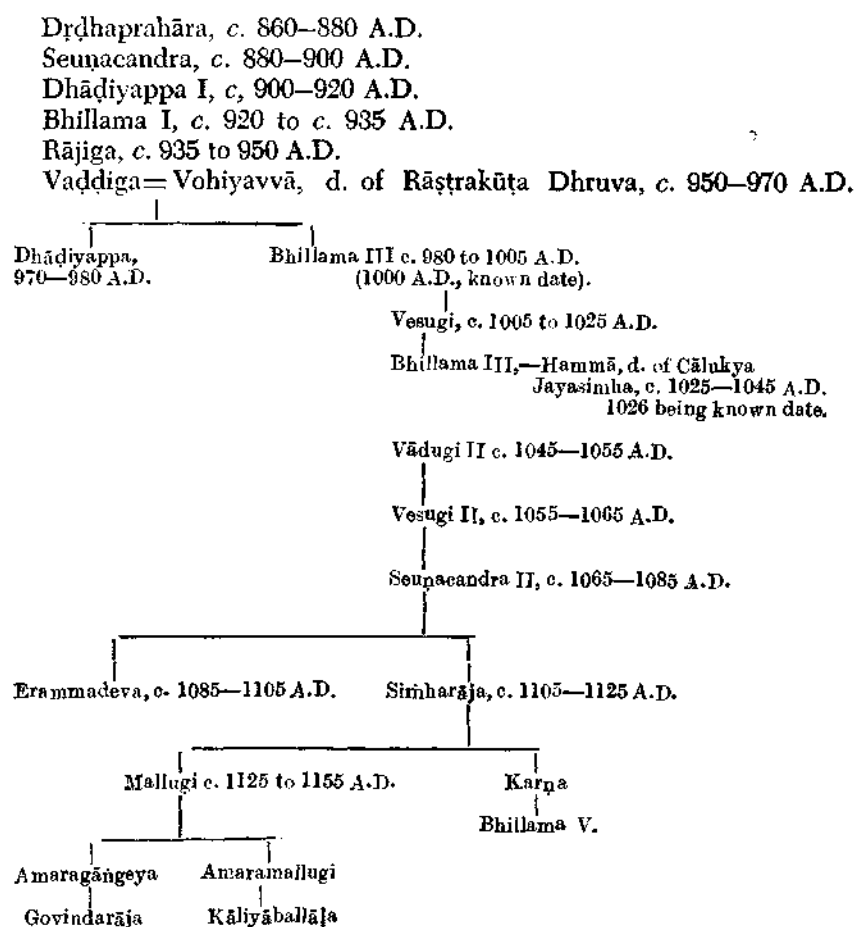 Dṛdhaprahāra, c. 860–880 A.D.
Seuṇacandra, c. 880–900 A.D.
Dhāḍiyappa I, c, 900–920 A.D.
Bhillama I, c. 920 to c. 935 A.D.
Rājiga, c. 935 to 950 A.D.
Vaḍḍiga= Vohiyavvā, d. of Rāṣṭrakūṭa Dhruva, c. 950–970 A.D.
Dhāḍiyappa,
970—980 A.D.
Bhillama III c. 980 to 1005 A.D.
(1000 A.D., known date).
Vesugi, c. 1005 to 1025 A.D.
Bhillama III,—Hammā, d. of Cālukya
Jayasiṁha, c. 1025—1045 A.D.
1026 being known date.
Vādugi II c. 1045—1055 A.D.
Vesugi II, c. 1055—1065 A.D.
Seuṇacandra II, c. 1065—1085 A.D.
Erammadeva, c. 1085—1105 A.D.
Siṁharāja, c. 1105—1125 A.D.
Mallugi c. 1125 to 1155 A.D.
Karṇa
Bhillama V.
Amaragāṅgeya
Amaramallugi
Govindarāja
Kāliyāballāḷa